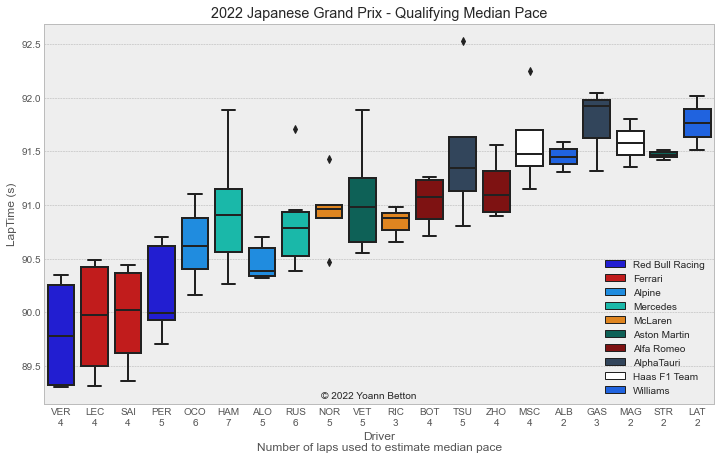 2022 Japanese Grand Prix - Qualifying Median Pace
LapTime (s)
92.5
92.0
91.5
91.0
90.5
90.0
89.5
Red Bull Racing
Ferrari
Alpine
Mercedes
McLaren
Aston Martin
Alfa Romeo
AlphaTauri
Haas F1 Team
Williams
© 2022 Yoann Betton
VER LEC SAI PER OCO HAM ALO RUS NOR VET RIC BOT TSU ZHO MSC ALB GAS MAG STR LAT
4 4 4 5 6 7 5 6 5 5 3 4 5 4 4 2 3 2 2 2
Driver
Number of laps used to estimate median pace